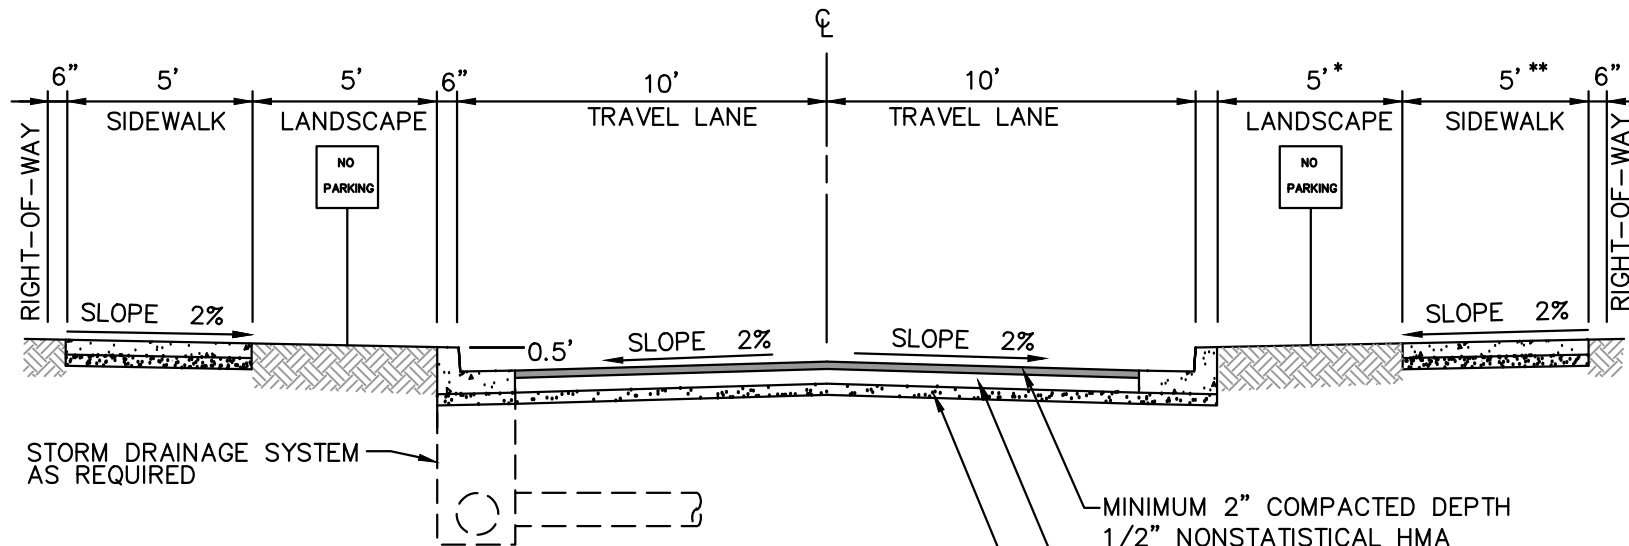 ℄
6” 5’ 5’ 6” 10’ 10’ 5’* 5’** 6”
SIDEWALK LANDSCAPE TRAVEL LANE TRAVEL LANE LANDSCAPE SIDEWALK
RIGHT-OF-WAY
NO
PARKING
NO
PARKING
RIGHT-OF-WAY
SLOPE 2%
SLOPE 2%
SLOPE 2%
SLOPE 2%
0.5’
STORM DRAINAGE SYSTEM
AS REQUIRED
MINIMUM 2” COMPACTED DEPTH
1/2” NONSTATISTICAL HMA